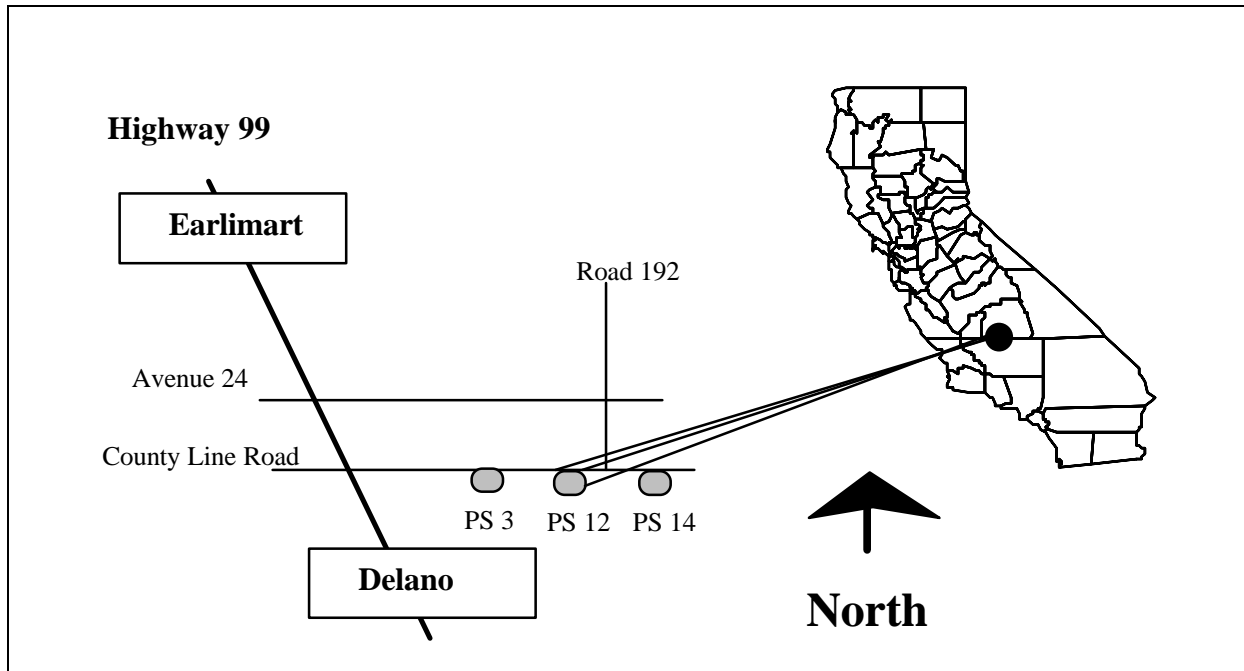 Highway 99
Earlimart
Road 192
Avenue 24
County Line Road
PS 3
PS 12
PS 14
Delano
North